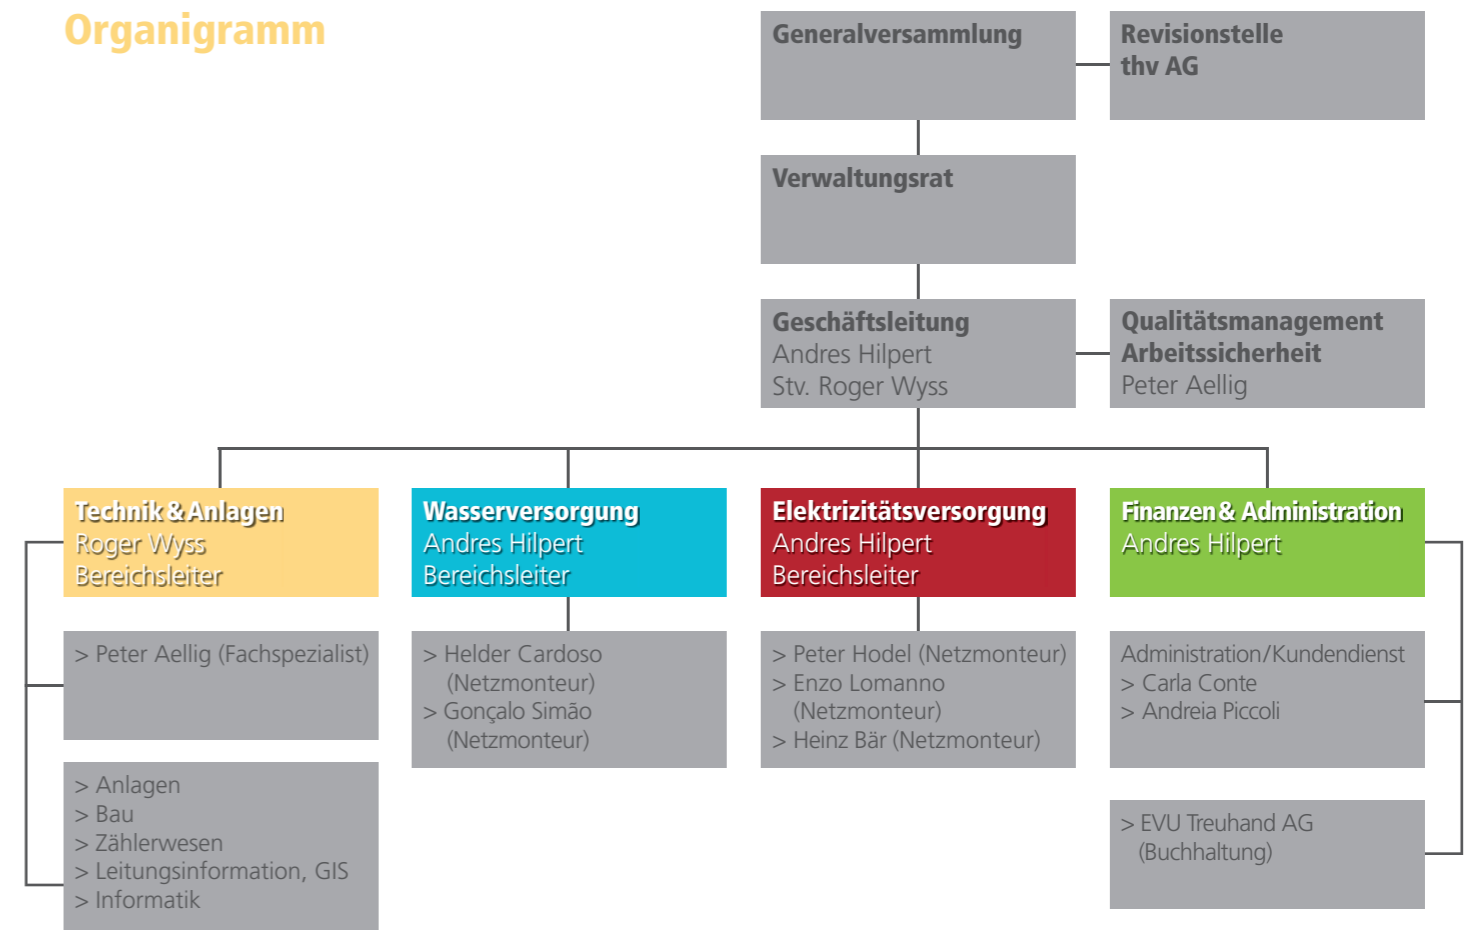 Organigramm
Generalversammlung
Revisionstelle
thv AG
Verwaltungsrat
Geschäftsleitung
Andres Hilpert
Stv. Roger Wyss
Qualitätsmanagement
Arbeitssicherheit
Peter Aellig
Technik & Anlagen
Roger Wyss
Bereichsleiter
Wasserversorgung
Andres Hilpert
Bereichsleiter
Elektrizitätsversorgung
Andres Hilpert
Bereichsleiter
Finanzen & Administration
Andres Hilpert
> Peter Aellig (Fachspezialist)
> Anlagen
> Bau
> Zählerwesen
> Leitungsinformation, GIS
> Informatik
> Helder Cardoso
(Netzmonteur)
> Gonçalo Simão
(Netzmonteur)
> Peter Hodel (Netzmonteur)
> Enzo Lomanno
(Netzmonteur)
> Heinz Bär (Netzmonteur)
Administration/Kundendienst
> Carla Conte
> Andreia Piccoli
> EVU Treuhand AG
(Buchhaltung)